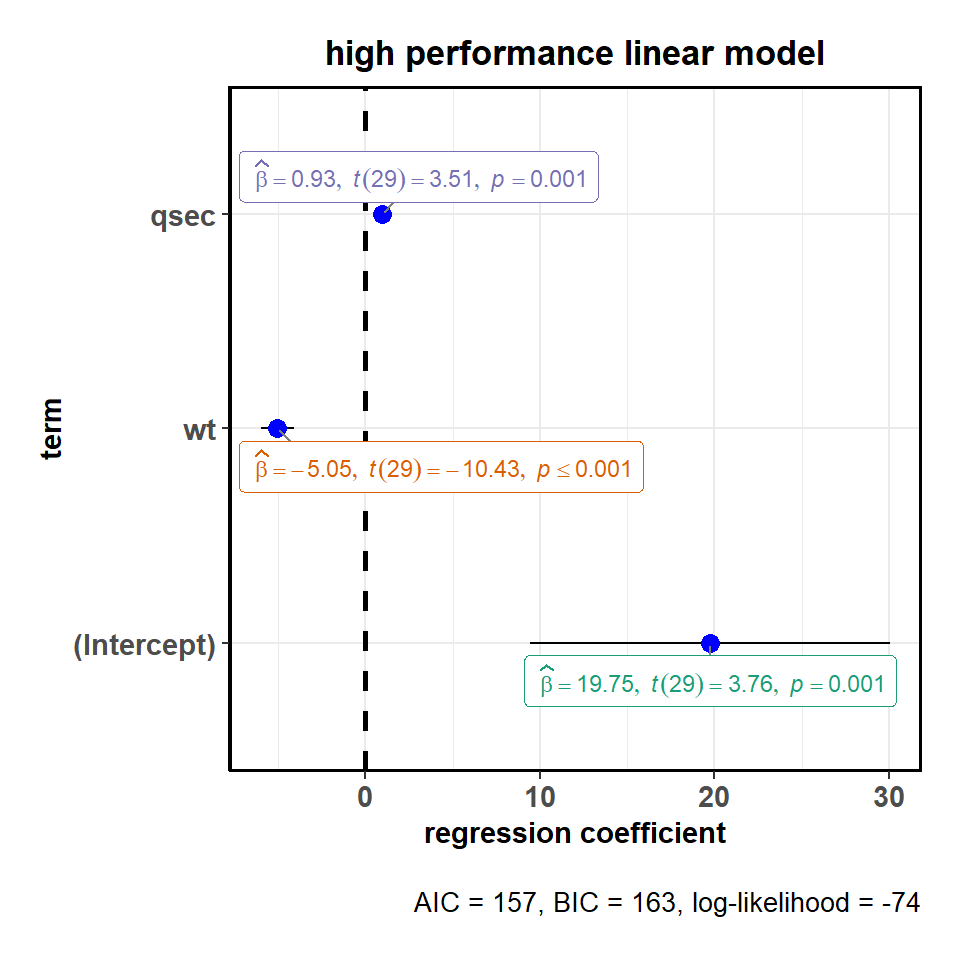 high performance linear model
β̂ = 0.93, t(29) = 3.51, p = 0.001
qsec
wt
β̂ = −5.05, t(29) = −10.43, p ≤ 0.001
term
(Intercept)
β̂ = 19.75, t(29) = 3.76, p = 0.001
0 10 20 30
regression coefficient
AIC = 157, BIC = 163, log-likelihood = -74